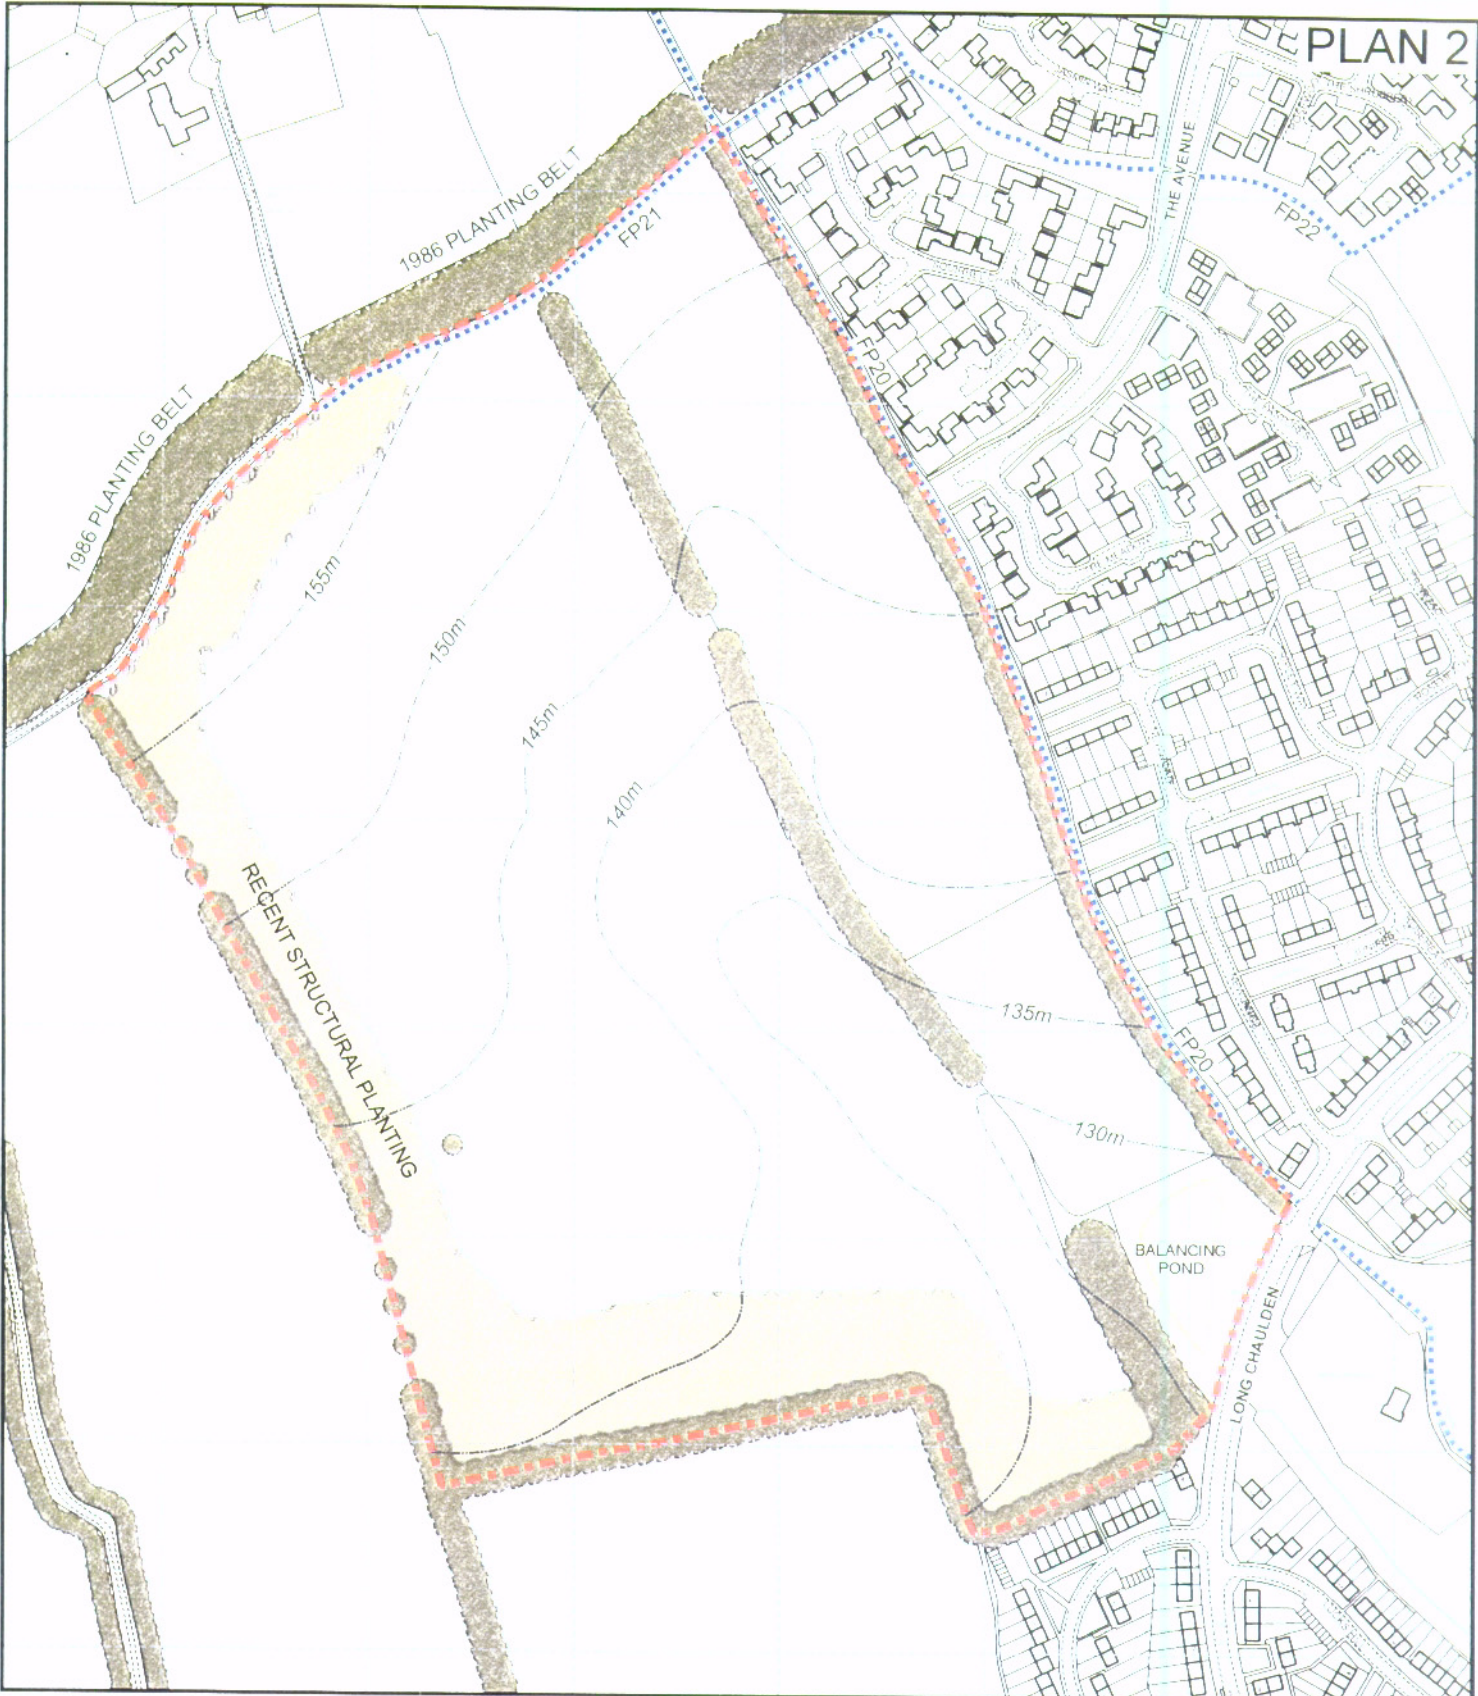 PLAN 2
1986 PLANTING BELT
FP21
THE AVENUE
FP22
FP20
1986 PLANTING BELT
155m
150m
145m
140m
RECENT STRUCTURAL PLANTING
135m
FP20
130m
BALANCING
POND
LONG CHAULDEN